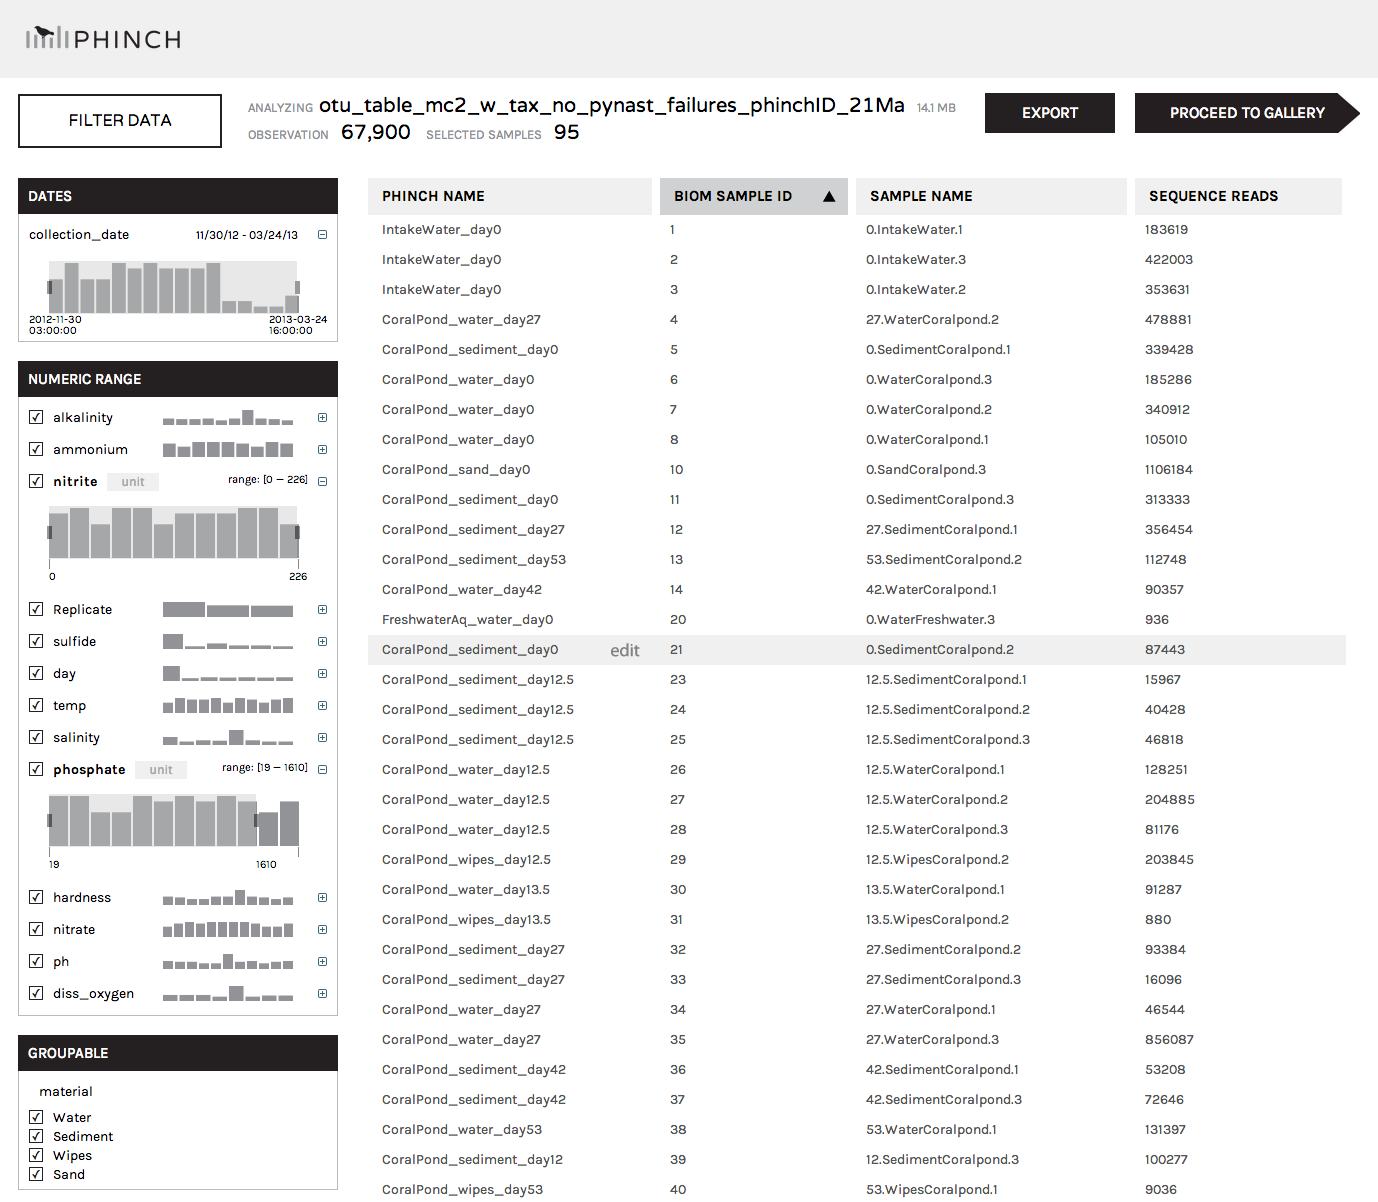 PHINCH
FILTER DATA
ANALYZING otu_table_mc2_w_tax_no_pynast_failures_phinchID_21Ma 14.1 MB
OBSERVATION 67,900 SELECTED SAMPLES 95
EXPORT
PROCEED TO GALLERY
DATES
collection_date 11/30/12 - 03/24/13
2012-11-30 2013-03-24
03:00:00 16:00:00
NUMERIC RANGE
alkalinity
ammonium
nitrite unit range: [0 — 226]
0 226
Replicate
sulfide
day
temp
salinity
phosphate unit range: [19 — 1610]
19 1610
hardness
nitrate
ph
diss_oxygen
GROUPABLE
material
Water
Sediment
Wipes
Sand
PHINCH NAME BIOM SAMPLE ID ▲ SAMPLE NAME SEQUENCE READS
IntakeWater_day0 1 0.IntakeWater.1 183619
IntakeWater_day0 2 0.IntakeWater.3 422003
IntakeWater_day0 3 0.IntakeWater.2 353631
CoralPond_water_day27 4 27.WaterCoralpond.2 478881
CoralPond_sediment_day0 5 0.SedimentCoralpond.1 339428
CoralPond_water_day0 6 0.WaterCoralpond.3 185286
CoralPond_water_day0 7 0.WaterCoralpond.2 340912
CoralPond_water_day0 8 0.WaterCoralpond.1 105010
CoralPond_sand_day0 10 0.SandCoralpond.3 1106184
CoralPond_sediment_day0 11 0.SedimentCoralpond.3 313333
CoralPond_sediment_day27 12 27.SedimentCoralpond.1 356454
CoralPond_sediment_day53 13 53.SedimentCoralpond.2 112748
CoralPond_water_day42 14 42.WaterCoralpond.1 90357
FreshwaterAq_water_day0 20 0.WaterFreshwater.3 936
CoralPond_sediment_day0 edit 21 0.SedimentCoralpond.2 87443
CoralPond_sediment_day12.5 23 12.5.SedimentCoralpond.1 15967
CoralPond_sediment_day12.5 24 12.5.SedimentCoralpond.2 40428
CoralPond_sediment_day12.5 25 12.5.SedimentCoralpond.3 46818
CoralPond_water_day12.5 26 12.5.WaterCoralpond.1 128251
CoralPond_water_day12.5 27 12.5.WaterCoralpond.2 204885
CoralPond_water_day12.5 28 12.5.WaterCoralpond.3 81176
CoralPond_wipes_day12.5 29 12.5.WipesCoralpond.2 203845
CoralPond_water_day13.5 30 13.5.WaterCoralpond.1 91287
CoralPond_wipes_day13.5 31 13.5.WipesCoralpond.2 880
CoralPond_sediment_day27 32 27.SedimentCoralpond.2 93384
CoralPond_sediment_day27 33 27.SedimentCoralpond.3 16096
CoralPond_water_day27 34 27.WaterCoralpond.1 46544
CoralPond_water_day27 35 27.WaterCoralpond.3 856087
CoralPond_sediment_day42 36 42.SedimentCoralpond.1 53208
CoralPond_sediment_day42 37 42.SedimentCoralpond.3 72646
CoralPond_water_day53 38 53.WaterCoralpond.1 131397
CoralPond_sediment_day12 39 12.SedimentCoralpond.3 100277
CoralPond_wipes_day53 40 53.WipesCoralpond.1 9036